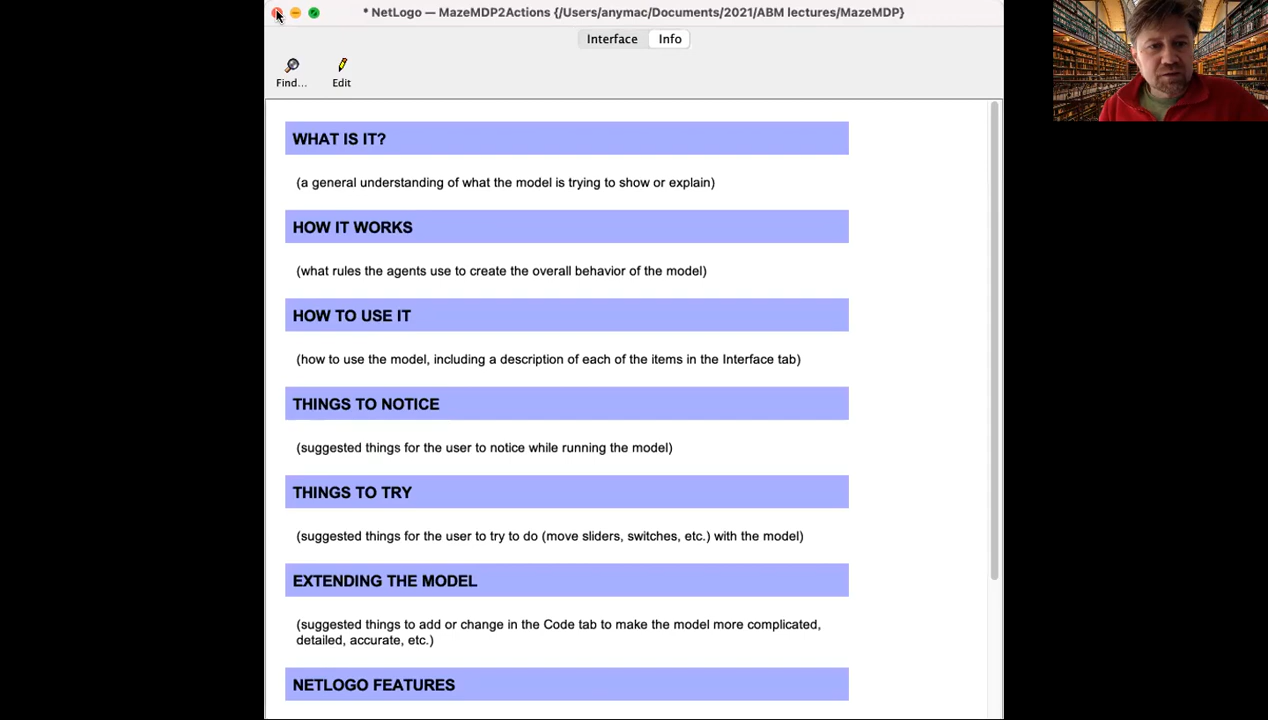 * NetLogo — MazeMDP2Actions {/Users/anymac/Documents/2021/ABM lectures/MazeMDP}
Interface Info
Find... Edit
WHAT IS IT?
(a general understanding of what the model is trying to show or explain)
HOW IT WORKS
(what rules the agents use to create the overall behavior of the model)
HOW TO USE IT
(how to use the model, including a description of each of the items in the Interface tab)
THINGS TO NOTICE
(suggested things for the user to notice while running the model)
THINGS TO TRY
(suggested things for the user to try to do (move sliders, switches, etc.) with the model)
EXTENDING THE MODEL
(suggested things to add or change in the Code tab to make the model more complicated,
detailed, accurate, etc.)
NETLOGO FEATURES